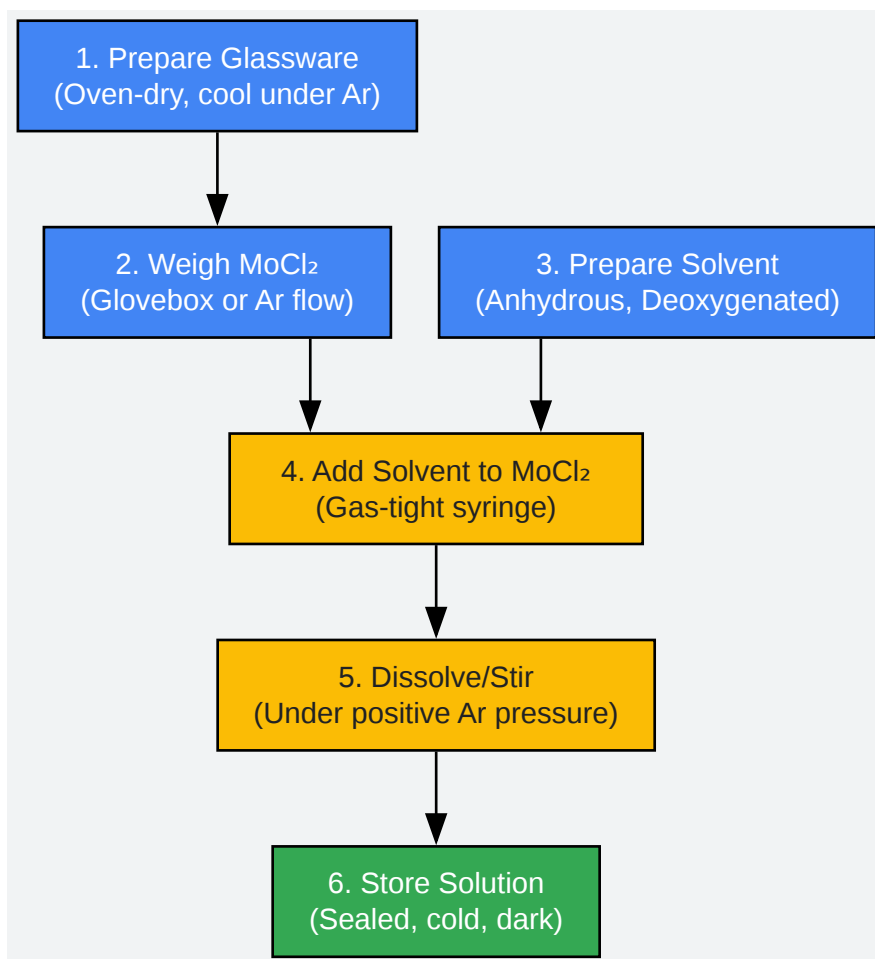 1. Prepare Glassware
(Oven-dry, cool under Ar)
2. Weigh MoCl₂
(Glovebox or Ar flow)
3. Prepare Solvent
(Anhydrous, Deoxygenated)
4. Add Solvent to MoCl₂
(Gas-tight syringe)
5. Dissolve/Stir
(Under positive Ar pressure)
6. Store Solution
(Sealed, cold, dark)